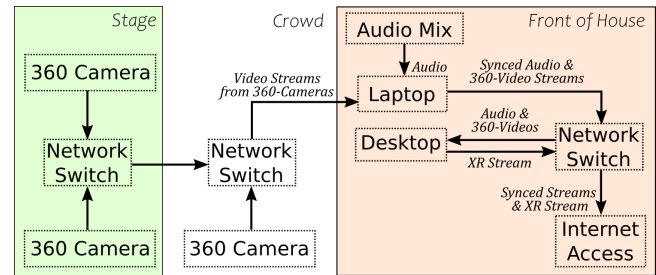 Stage
Crowd
Front of House
360 Camera
Network
Switch
360 Camera
Video Streams
from 360-Cameras
Network
Switch
360 Camera
Audio Mix
Audio
Laptop
Synced Audio &
360-Video Streams
Audio &
360-Videos
Desktop
XR Stream
Network
Switch
Synced Streams
& XR Stream
Internet
Access